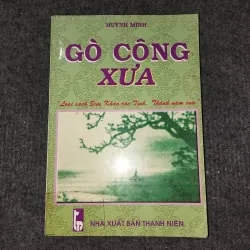 HUỲNH MINH
GÒ CÔNG
XƯA
Loại sách Sưu Khảo các Tỉnh, Thành năm xưa
NHÀ XUẤT BẢN THANH NIÊN